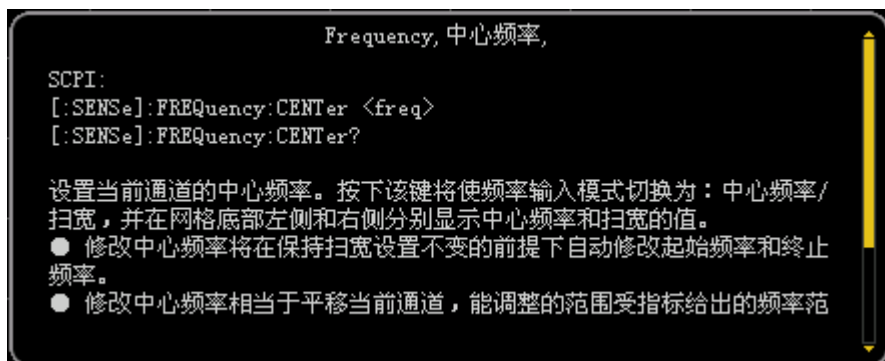 Frequency,中心频率,
SCPI:
[:SENSe]:FREQuency:CENTer <freq>
[:SENSe]:FREQuency:CENTer?
设置当前通道的中心频率。按下该键将使频率输入模式切换为：中心频率/
扫宽，并在网格底部左侧和右侧分别显示中心频率和扫宽的值。
● 修改中心频率将在保持扫宽设置不变的前提下自动修改起始频率和终止
频率。
● 修改中心频率相当于平移当前通道，能调整的范围受指标给出的频率范